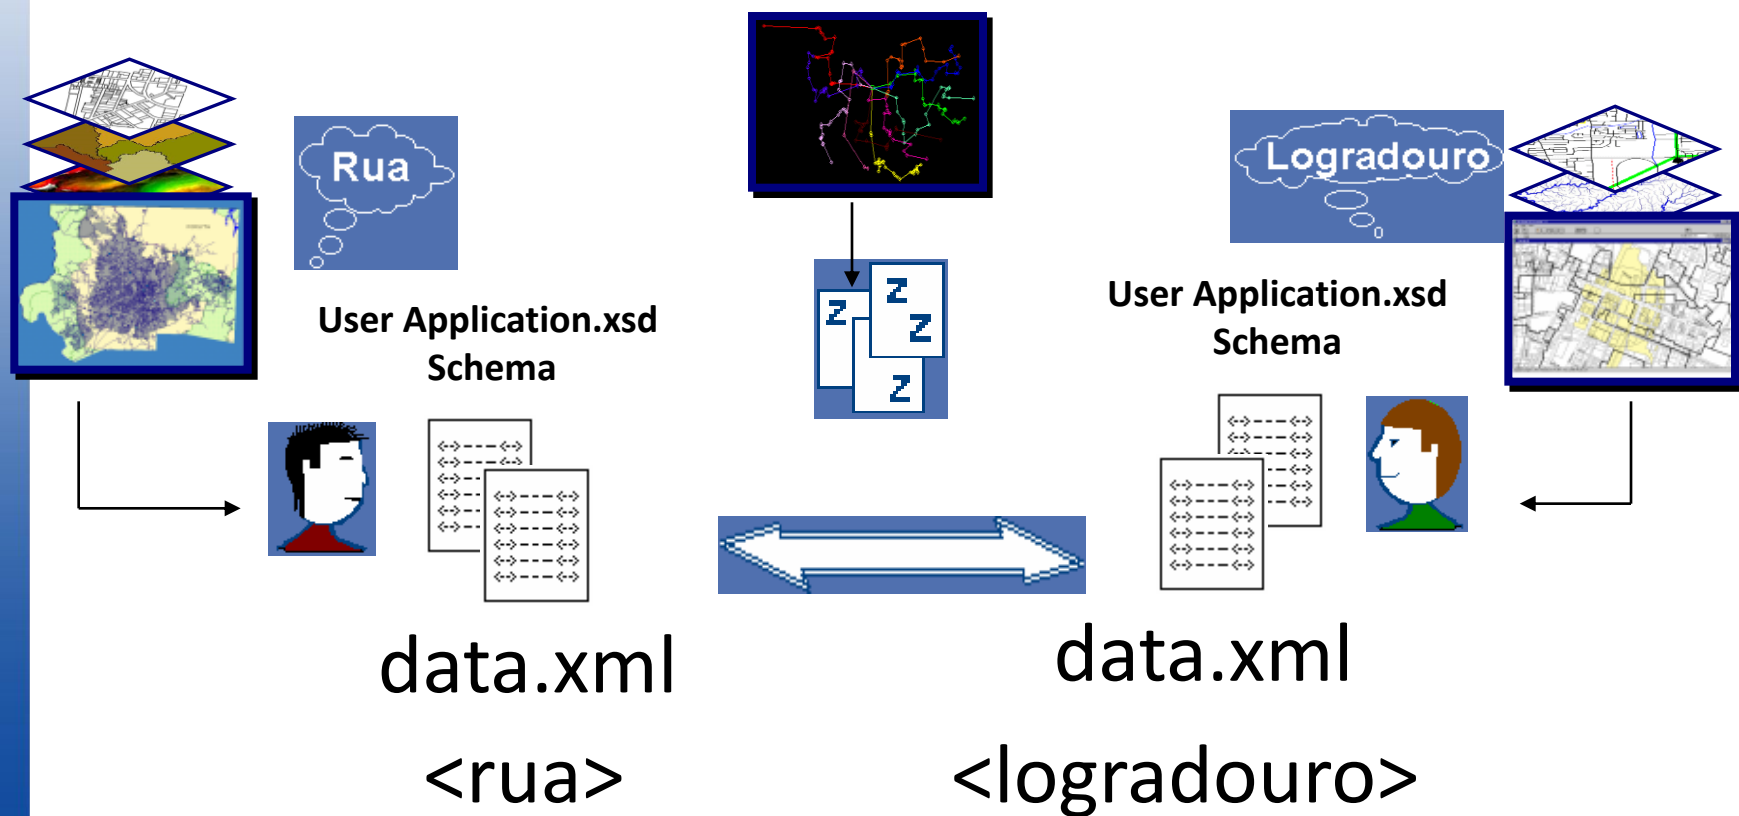 Rua
Logradouro
User Application.xsd
Schema
User Application.xsd
Schema
Z
Z
Z
Z
data.xml
data.xml
<rua>
<logradouro>